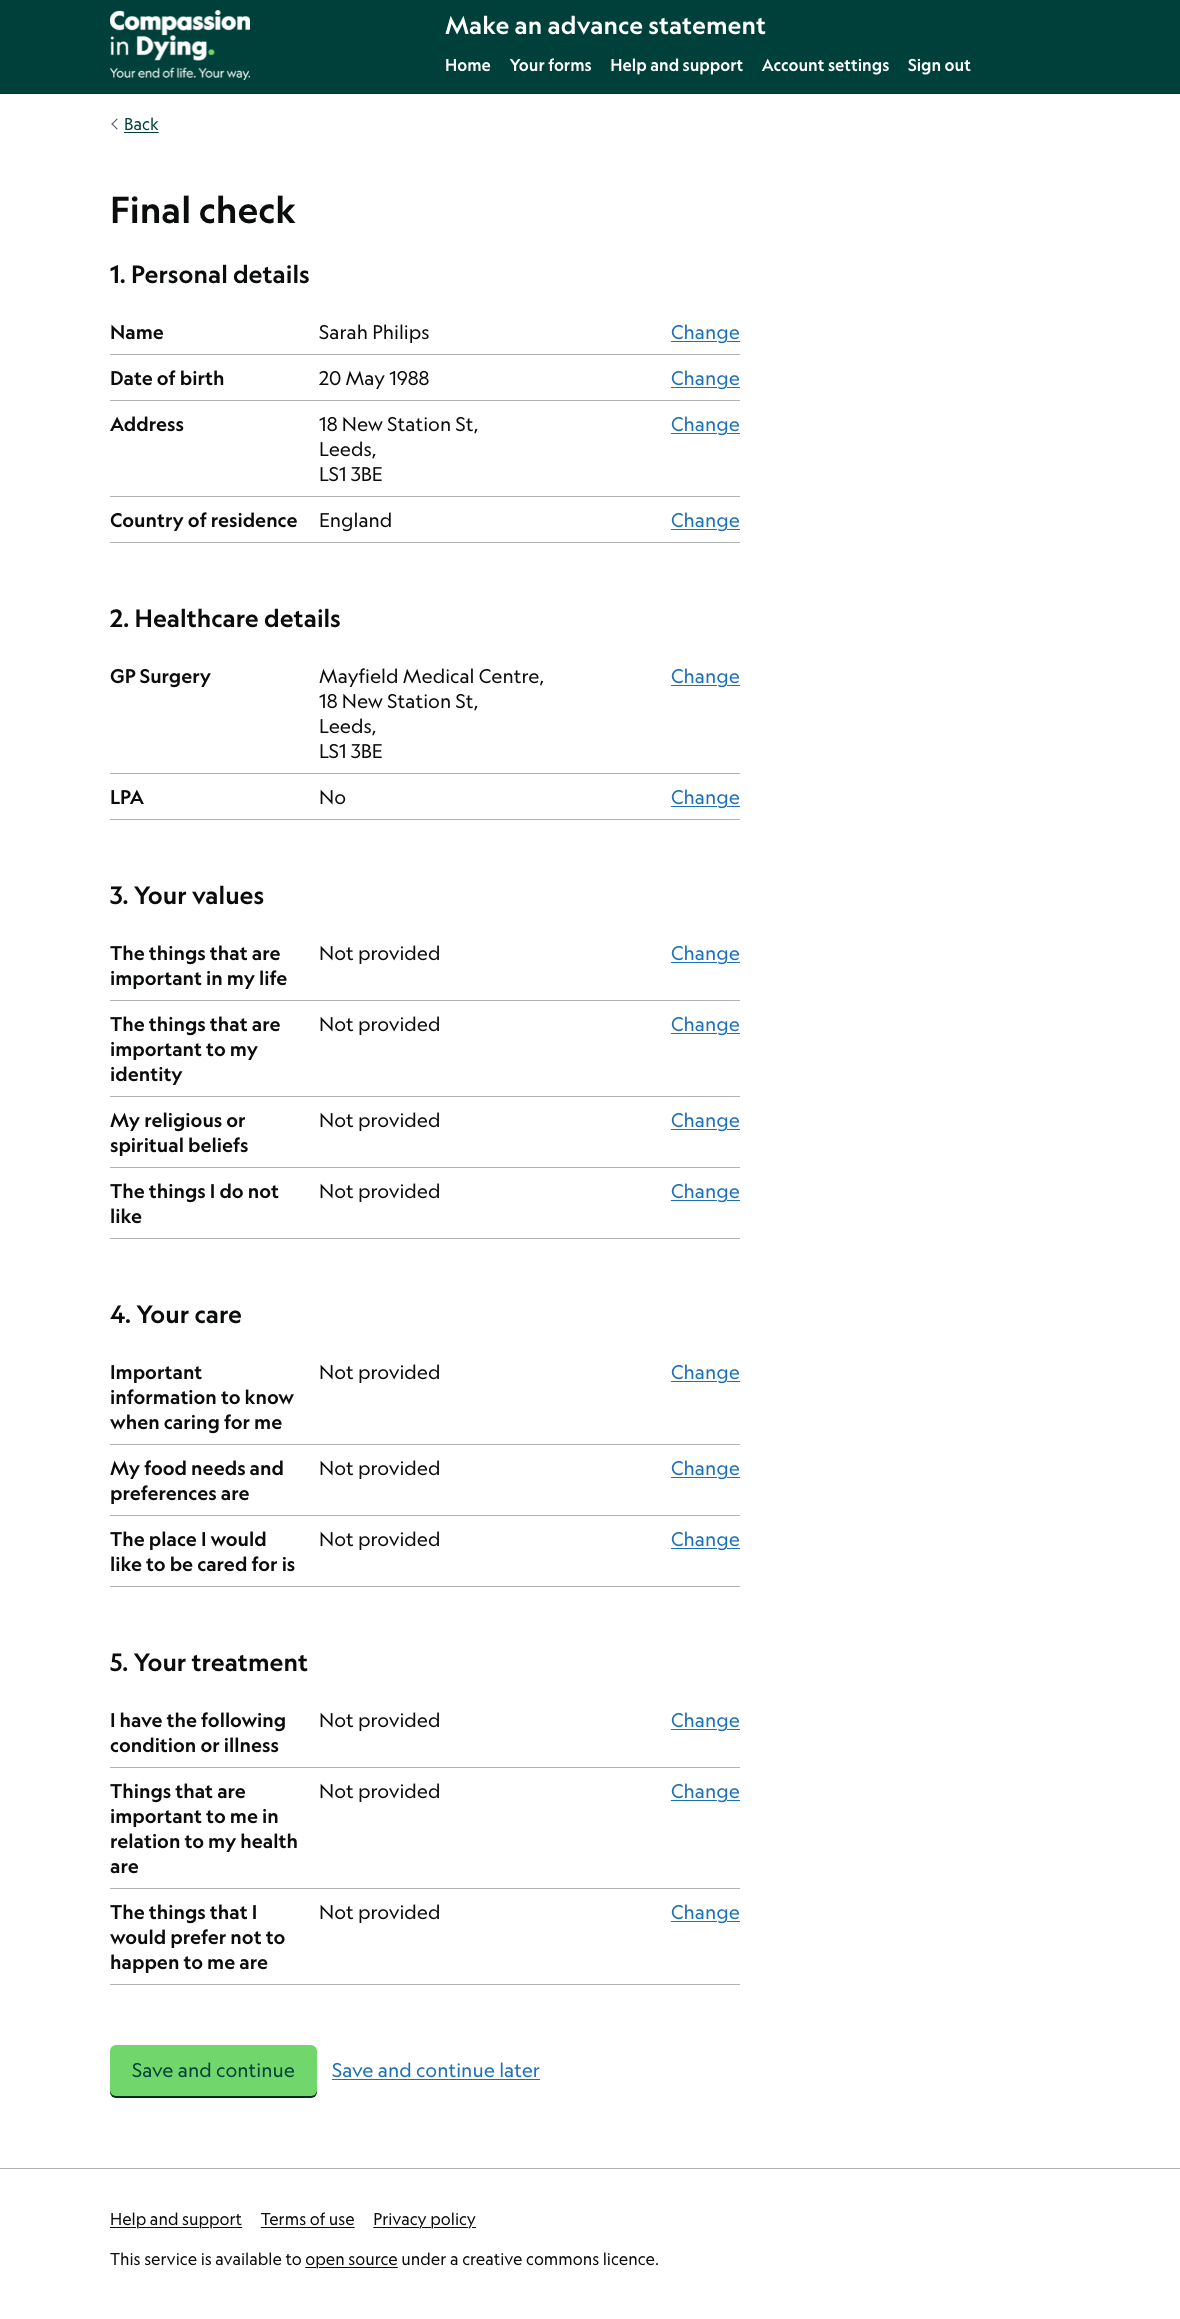 Compassion
in Dying.
Your end of life. Your way.
Make an advance statement
Home Your forms Help and support Account settings Sign out
Back
Final check
1. Personal details
Name Sarah Philips Change
Date of birth 20 May 1988 Change
Address 18 New Station St, Change
Leeds,
LS1 3BE
Country of residence England Change
2. Healthcare details
GP Surgery Mayfield Medical Centre, Change
18 New Station St,
Leeds,
LS1 3BE
LPA No Change
3. Your values
The things that are Not provided Change
important in my life
The things that are Not provided Change
important to my
identity
My religious or Not provided Change
spiritual beliefs
The things I do not Not provided Change
like
4. Your care
Important Not provided Change
information to know
when caring for me
My food needs and Not provided Change
preferences are
The place I would Not provided Change
like to be cared for is
5. Your treatment
I have the following Not provided Change
condition or illness
Things that are Not provided Change
important to me in
relation to my health
are
The things that I Not provided Change
would prefer not to
happen to me are
Save and continue Save and continue later
Help and support Terms of use Privacy policy
This service is available to open source under a creative commons licence.